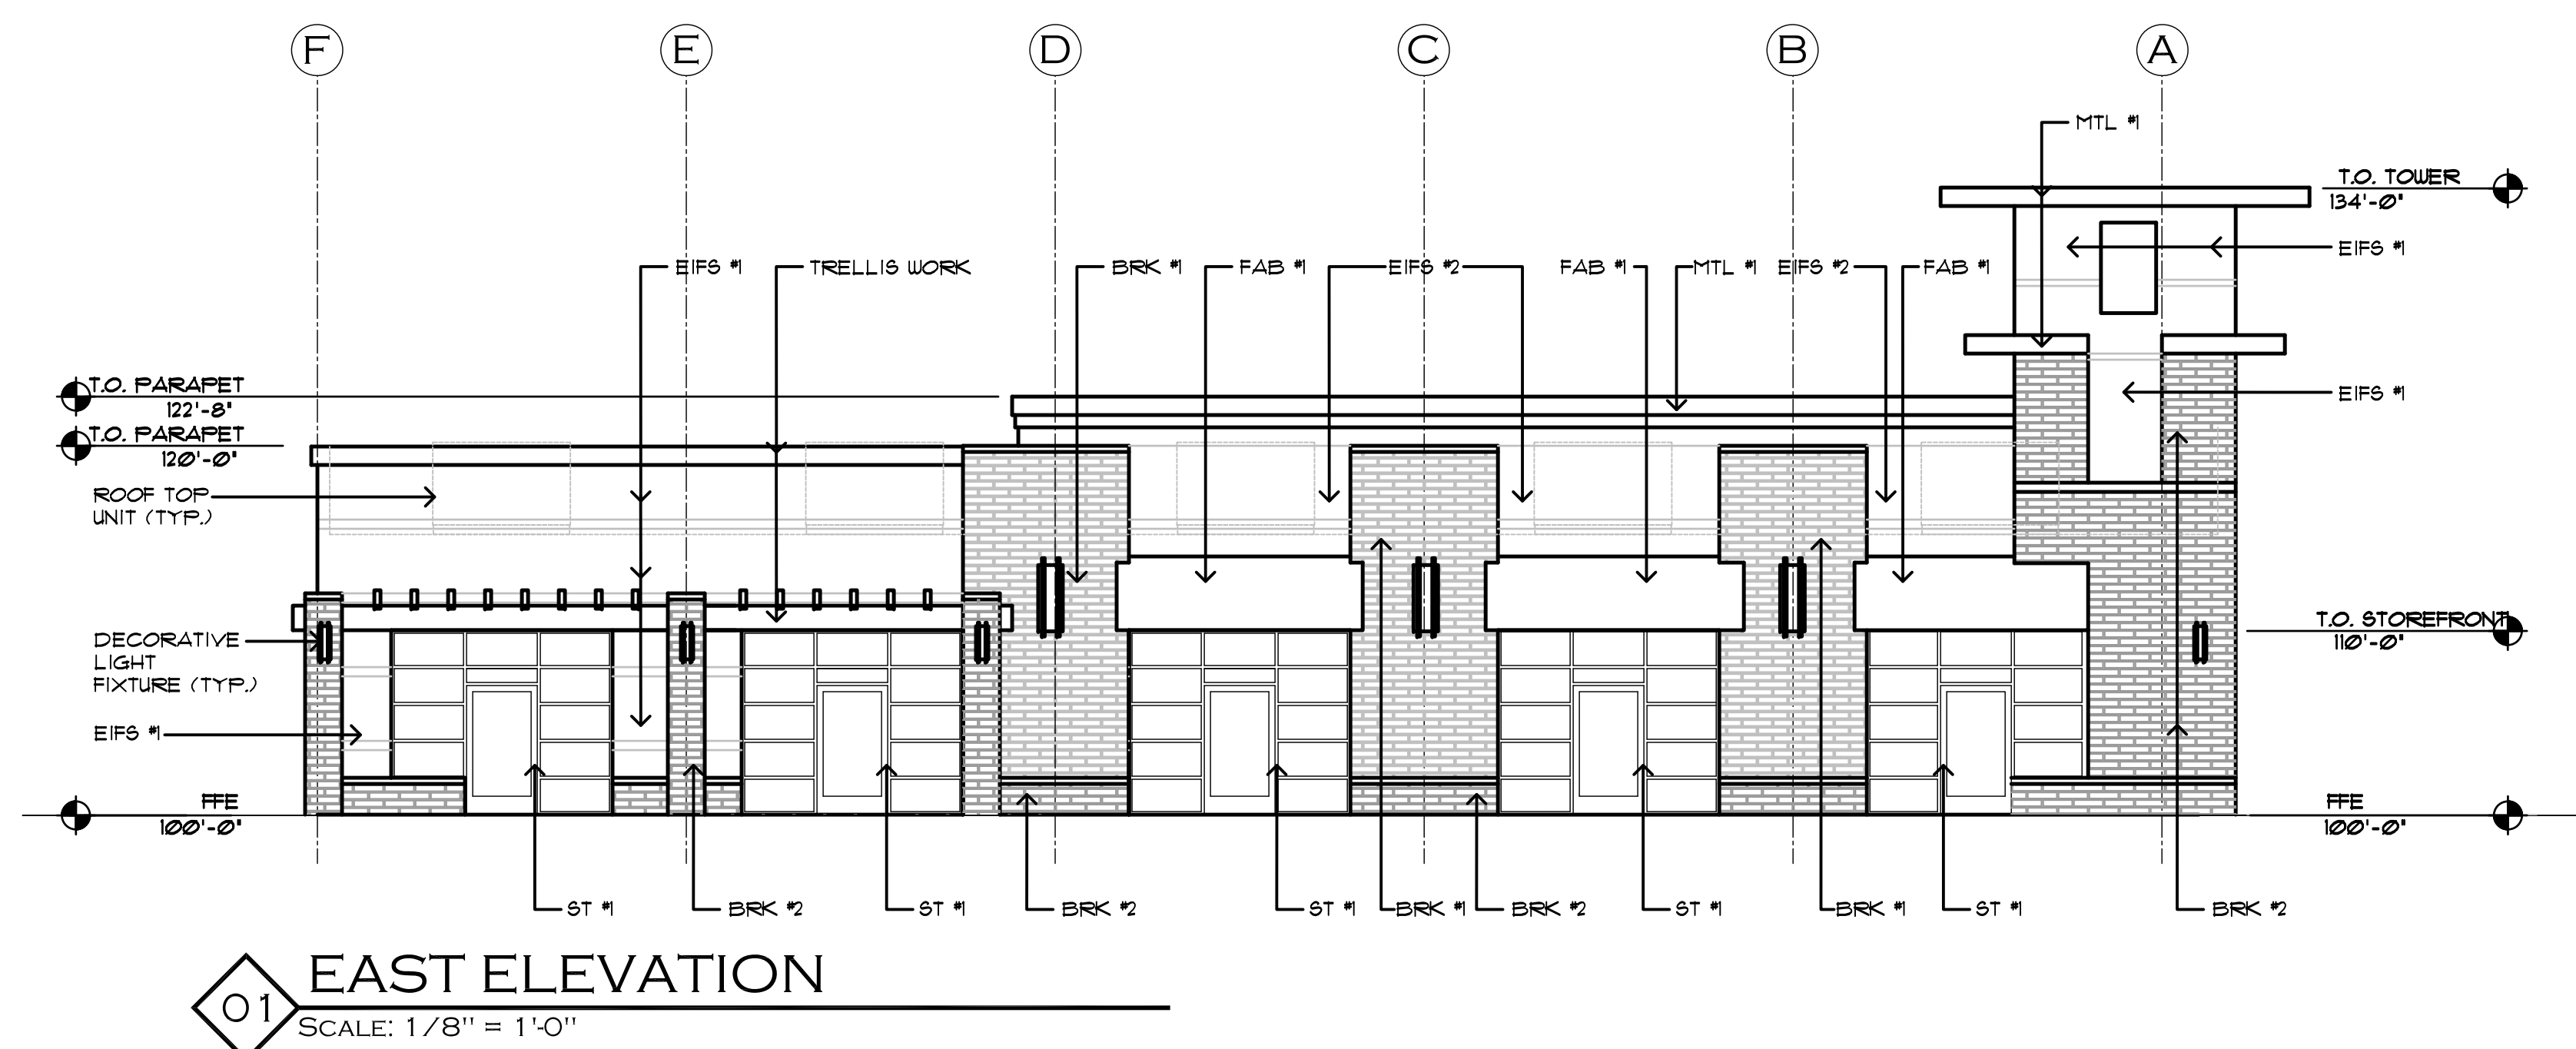 F E D C B A
MTL #1
T.O. TOWER
134'-0"
EIFS #1
EIFS #1 TRELLIS WORK BRK #1 FAB #1 EIFS #2 FAB #1 MTL #1 EIFS #2 FAB #1
T.O. PARAPET
122'-8"
EIFS #1
T.O. PARAPET
120'-0"
ROOF TOP
UNIT (TYP.)
DECORATIVE
LIGHT
FIXTURE (TYP.)
T.O. STOREFRONT
110'-0"
EIFS #1
FFE
100'-0"
FFE
100'-0"
ST #1 BRK #2 ST #1 BRK #2 ST #1 BRK #1 BRK #2 ST #1 BRK #1 ST #1 BRK #2
01
EAST ELEVATION
SCALE: 1/8" = 1'-0"